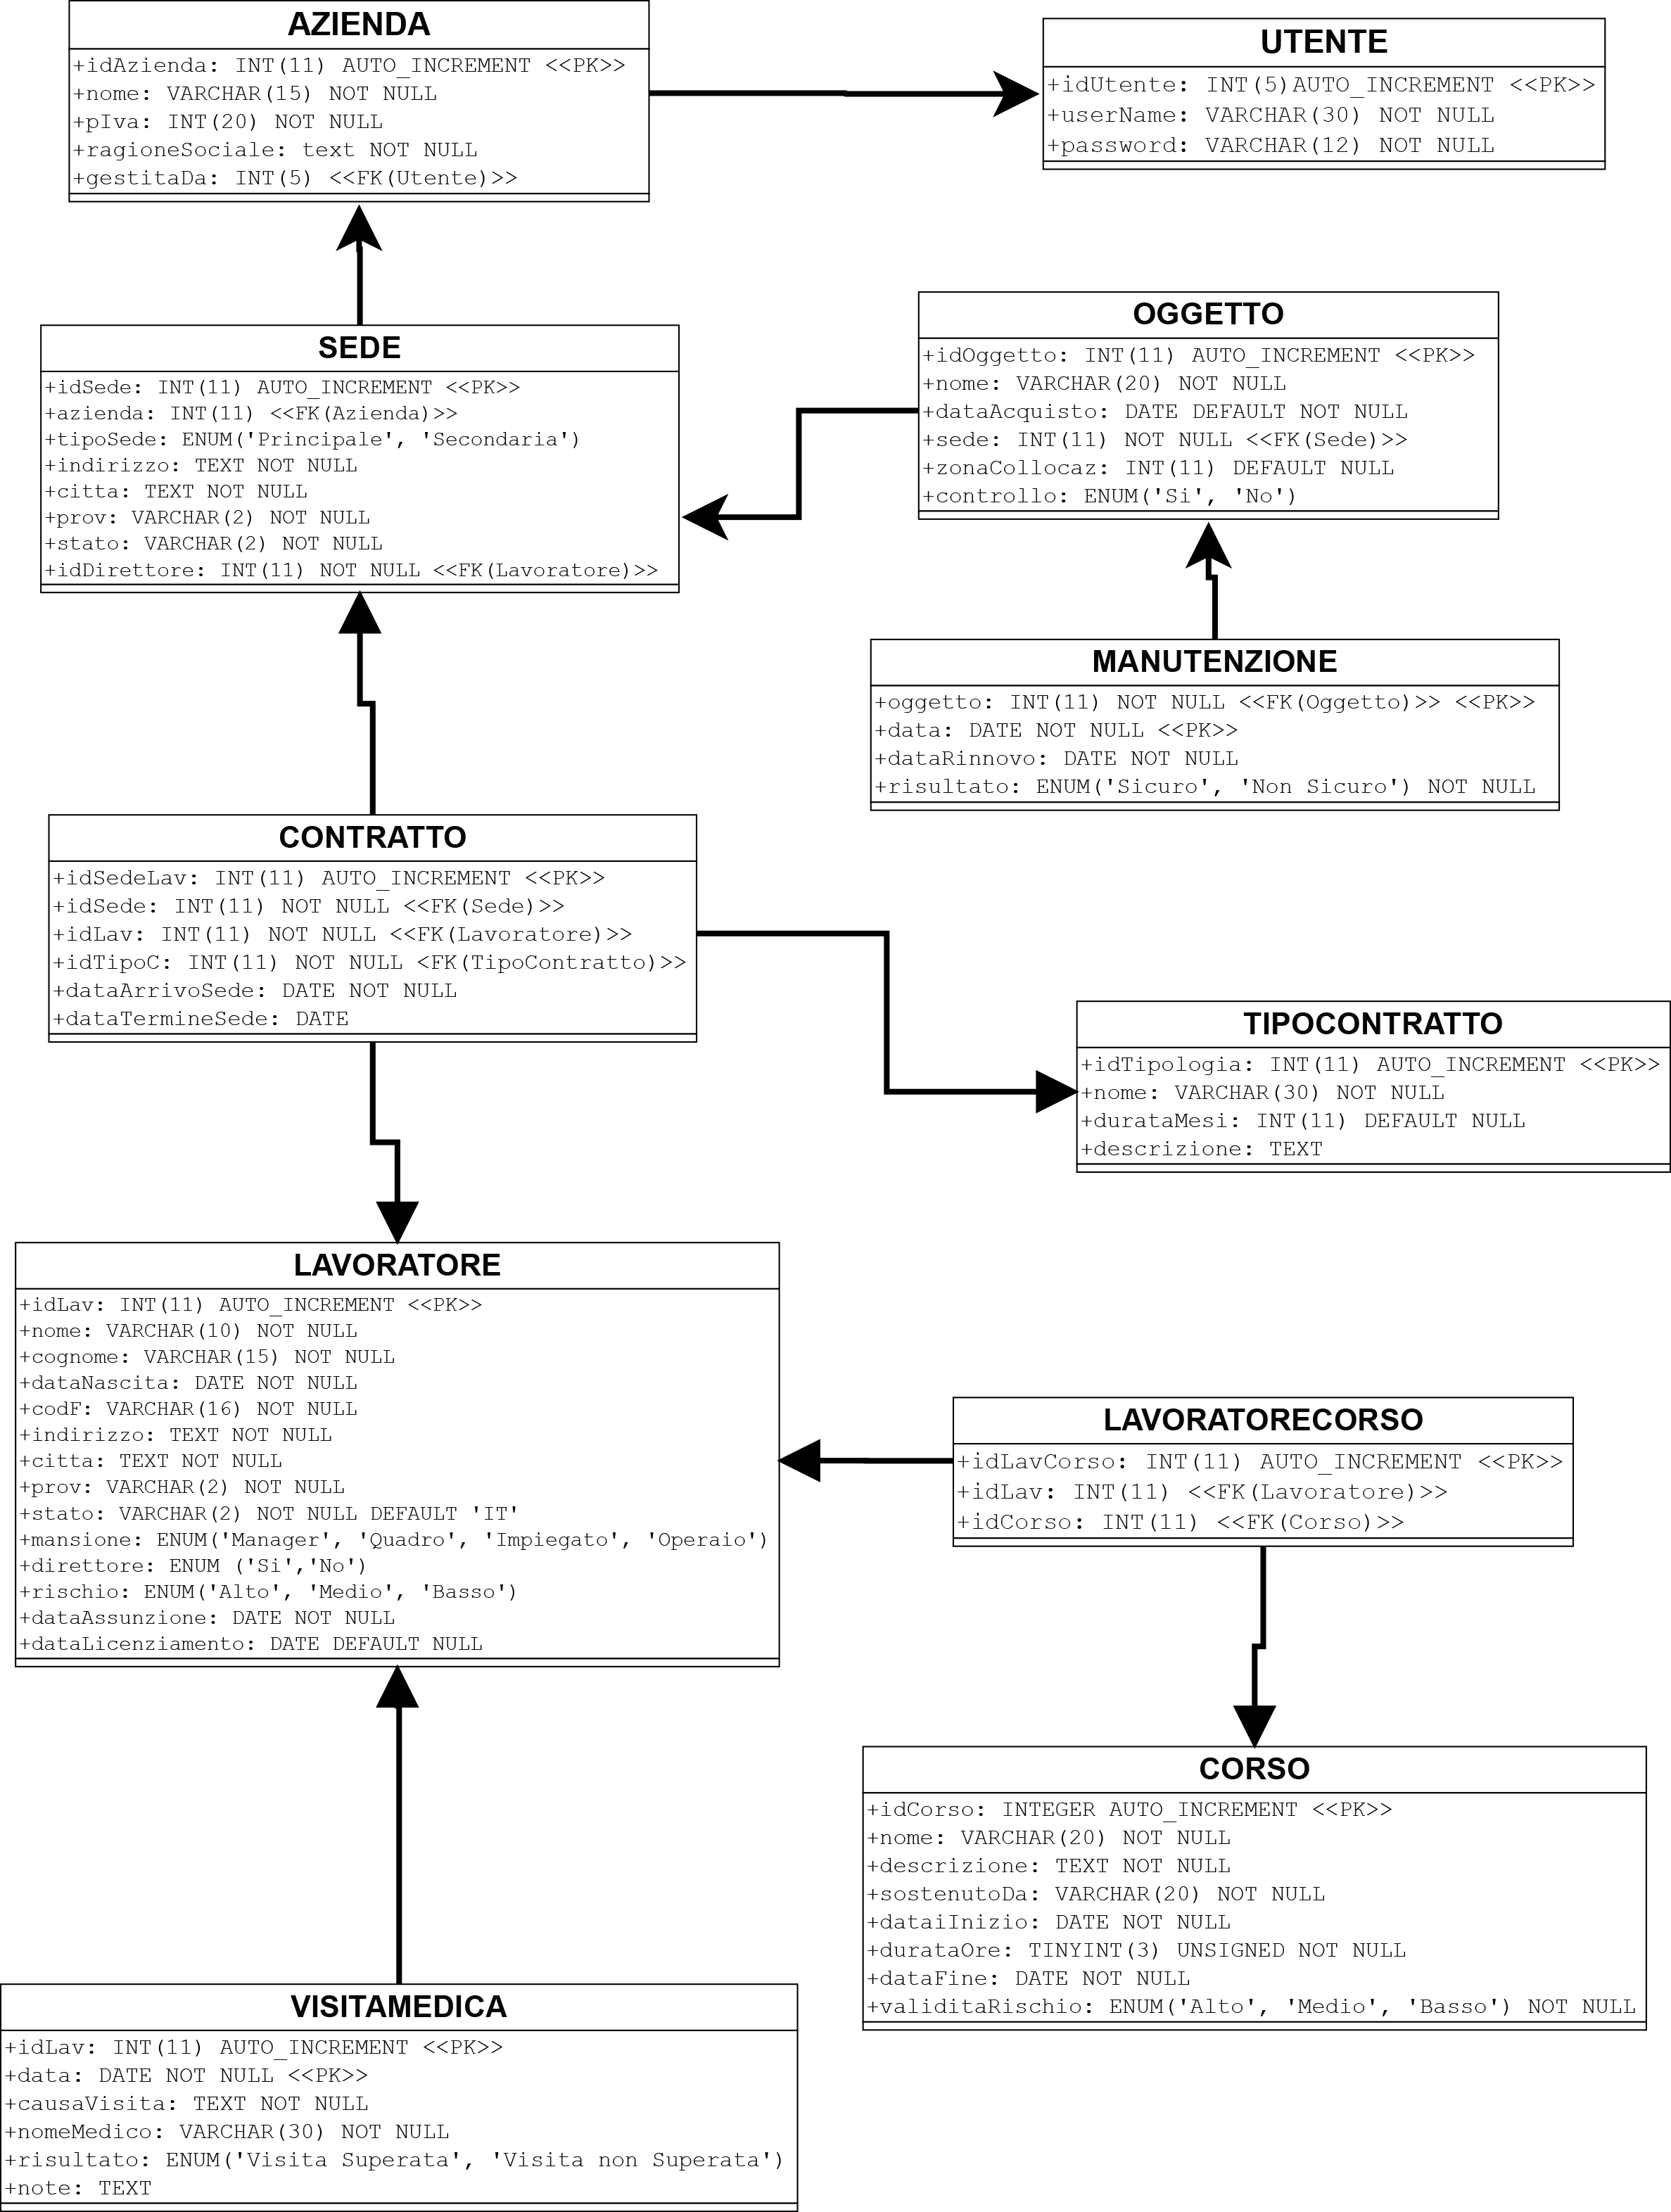 AZIENDA
+idAzienda: INT(11) AUTO_INCREMENT <<PK>>
+nome: VARCHAR(15) NOT NULL
+pIva: INT(20) NOT NULL
+ragioneSociale: text NOT NULL
+gestitaDa: INT(5) <<FK(Utente)>>
UTENTE
+idUtente: INT(5)AUTO_INCREMENT <<PK>>
+userName: VARCHAR(30) NOT NULL
+password: VARCHAR(12) NOT NULL
SEDE
+idSede: INT(11) AUTO_INCREMENT <<PK>>
+azienda: INT(11) <<FK(Azienda)>>
+tipoSede: ENUM('Principale', 'Secondaria')
+indirizzo: TEXT NOT NULL
+citta: TEXT NOT NULL
+prov: VARCHAR(2) NOT NULL
+stato: VARCHAR(2) NOT NULL
+idDirettore: INT(11) NOT NULL <<FK(Lavoratore)>>
OGGETTO
+idOggetto: INT(11) AUTO_INCREMENT <<PK>>
+nome: VARCHAR(20) NOT NULL
+dataAcquisto: DATE DEFAULT NOT NULL
+sede: INT(11) NOT NULL <<FK(Sede)>>
+zonaCollocaz: INT(11) DEFAULT NULL
+controllo: ENUM('Si', 'No')
MANUTENZIONE
+oggetto: INT(11) NOT NULL <<FK(Oggetto)>> <<PK>>
+data: DATE NOT NULL <<PK>>
+dataRinnovo: DATE NOT NULL
+risultato: ENUM('Sicuro', 'Non Sicuro') NOT NULL
CONTRATTO
+idSedeLav: INT(11) AUTO_INCREMENT <<PK>>
+idSede: INT(11) NOT NULL <<FK(Sede)>>
+idLav: INT(11) NOT NULL <<FK(Lavoratore)>>
+idTipoC: INT(11) NOT NULL <FK(TipoContratto)>>
+dataArrivoSede: DATE NOT NULL
+dataTermineSede: DATE
TIPOCONTRATTO
+idTipologia: INT(11) AUTO_INCREMENT <<PK>>
+nome: VARCHAR(30) NOT NULL
+durataMesi: INT(11) DEFAULT NULL
+descrizione: TEXT
LAVORATORE
+idLav: INT(11) AUTO_INCREMENT <<PK>>
+nome: VARCHAR(10) NOT NULL
+cognome: VARCHAR(15) NOT NULL
+dataNascita: DATE NOT NULL
+codF: VARCHAR(16) NOT NULL
+indirizzo: TEXT NOT NULL
+citta: TEXT NOT NULL
+prov: VARCHAR(2) NOT NULL
+stato: VARCHAR(2) NOT NULL DEFAULT 'IT'
+mansione: ENUM('Manager', 'Quadro', 'Impiegato', 'Operaio')
+direttore: ENUM ('Si','No')
+rischio: ENUM('Alto', 'Medio', 'Basso')
+dataAssunzione: DATE NOT NULL
+dataLicenziamento: DATE DEFAULT NULL
LAVORATORECORSO
+idLavCorso: INT(11) AUTO_INCREMENT <<PK>>
+idLav: INT(11) <<FK(Lavoratore)>>
+idCorso: INT(11) <<FK(Corso)>>
CORSO
+idCorso: INTEGER AUTO_INCREMENT <<PK>>
+nome: VARCHAR(20) NOT NULL
+descrizione: TEXT NOT NULL
+sostenutoDa: VARCHAR(20) NOT NULL
+dataiInizio: DATE NOT NULL
+durataOre: TINYINT(3) UNSIGNED NOT NULL
+dataFine: DATE NOT NULL
+validitaRischio: ENUM('Alto', 'Medio', 'Basso') NOT NULL
VISITAMEDICA
+idLav: INT(11) AUTO_INCREMENT <<PK>>
+data: DATE NOT NULL <<PK>>
+causaVisita: TEXT NOT NULL
+nomeMedico: VARCHAR(30) NOT NULL
+risultato: ENUM('Visita Superata', 'Visita non Superata')
+note: TEXT